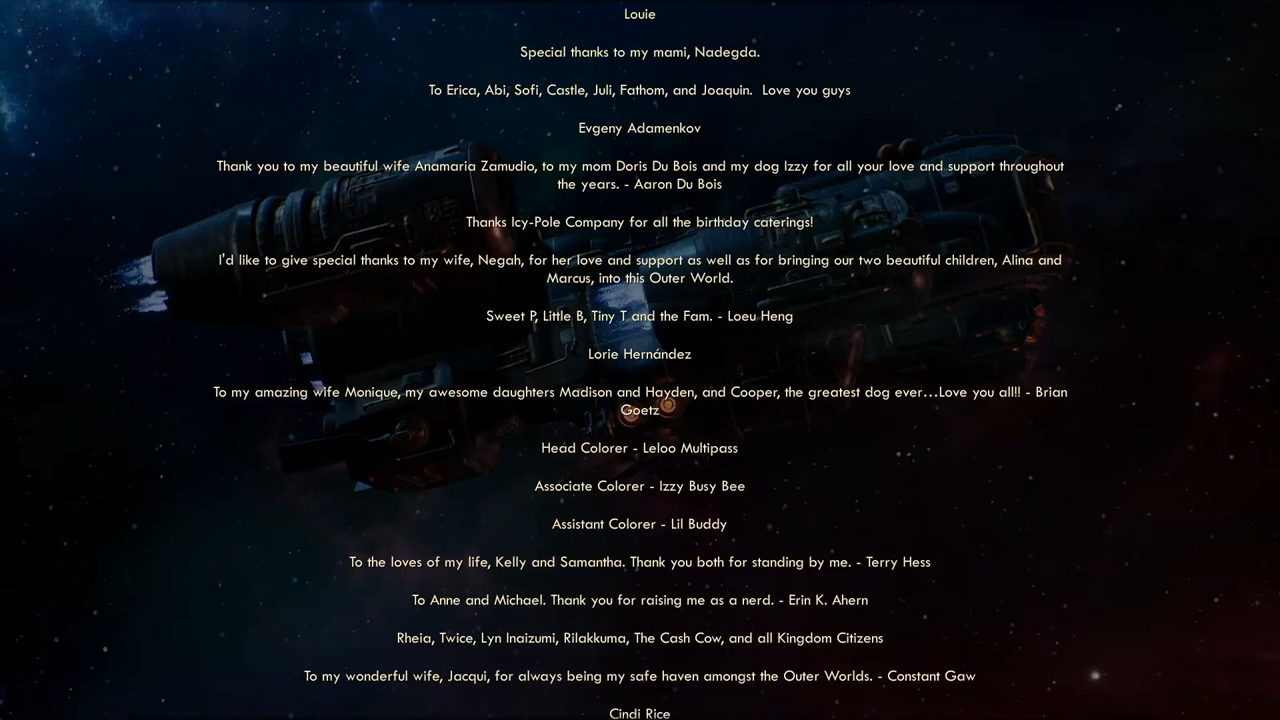 Louie
Special thanks to my mami, Nadegda.
To Erica, Abi, Sofi, Castle, Juli, Fathom, and Joaquin.  Love you guys
Evgeny Adamenkov
Thank you to my beautiful wife Anamaria Zamudio, to my mom Doris Du Bois and my dog Izzy for all your love and support throughout
the years. - Aaron Du Bois
Thanks Icy-Pole Company for all the birthday caterings!
I'd like to give special thanks to my wife, Negah, for her love and support as well as for bringing our two beautiful children, Alina and
Marcus, into this Outer World.
Sweet P, Little B, Tiny T and the Fam. - Loeu Heng
Lorie Hernández
To my amazing wife Monique, my awesome daughters Madison and Hayden, and Cooper, the greatest dog ever...Love you all!! - Brian
Goetz
Head Colorer - Leloo Multipass
Associate Colorer - Izzy Busy Bee
Assistant Colorer - Lil Buddy
To the loves of my life, Kelly and Samantha. Thank you both for standing by me. - Terry Hess
To Anne and Michael. Thank you for raising me as a nerd. - Erin K. Ahern
Rheia, Twice, Lyn Inaizumi, Rilakkuma, The Cash Cow, and all Kingdom Citizens
To my wonderful wife, Jacqui, for always being my safe haven amongst the Outer Worlds. - Constant Gaw
Cindi Rice